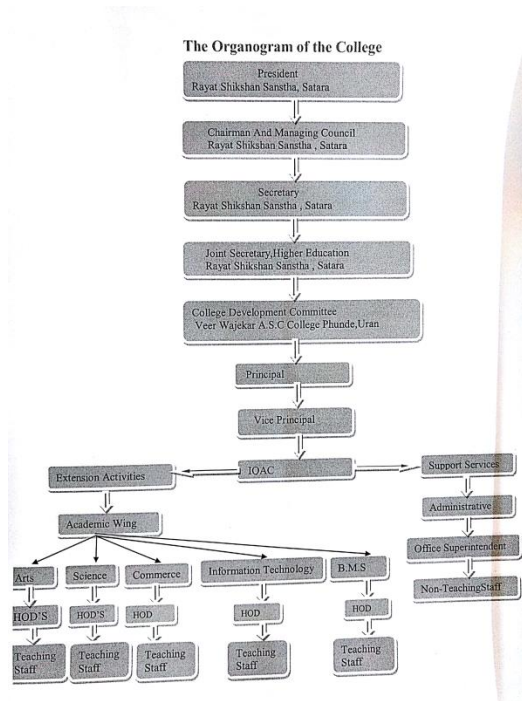 The Organogram of the College
President
Rayat Shikshan Sanstha, Satara
Chairman And Managing Council
Rayat Shikshan Sanstha , Satara
Secretary
Rayat Shikshan Sanstha , Satara
Joint Secretary,Higher Education
Rayat Shikshan Sanstha , Satara
College Development Committee
Veer Wajekar A.S.C College Phunde,Uran
Principal
Vice Principal
Extension Activities
IOAC
Support Services
Academic Wing
Administrative
Office Superintendent
Arts
Science
Commerce
Information Technology
B.M.S
Non-TeachingStaff
HOD'S
HOD'S
HOD
HOD
HOD
Teaching
Staff
Teaching
Staff
Teaching
Staff
Teaching
Staff
Teaching
Staff